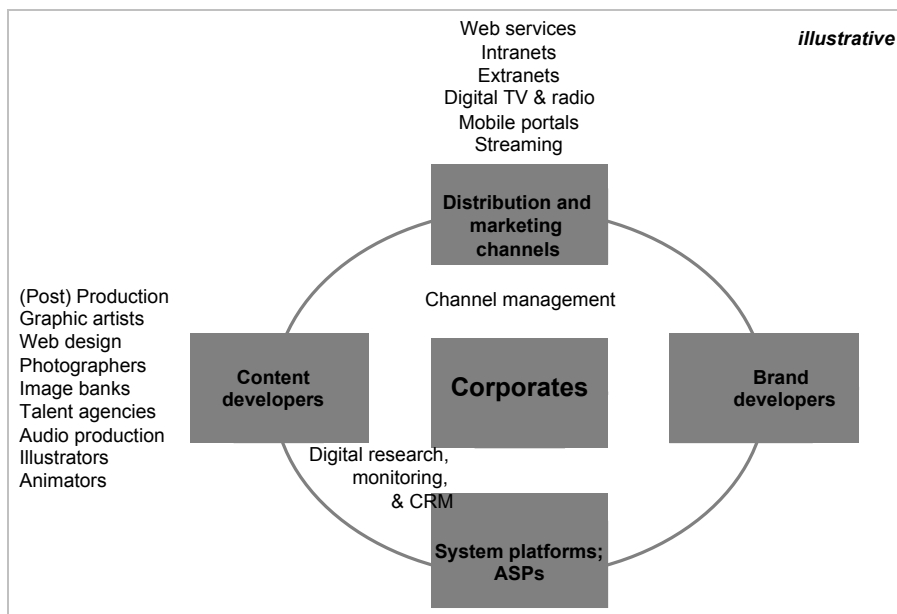 Web services
Intranets
Extranets
Digital TV & radio
Mobile portals
Streaming
illustrative
Distribution and
marketing
channels
(Post) Production
Graphic artists
Web design
Photographers
Image banks
Talent agencies
Audio production
Illustrators
Animators
Channel management
Content
developers
Corporates
Brand
developers
Digital research,
monitoring,
& CRM
System platforms;
ASPs